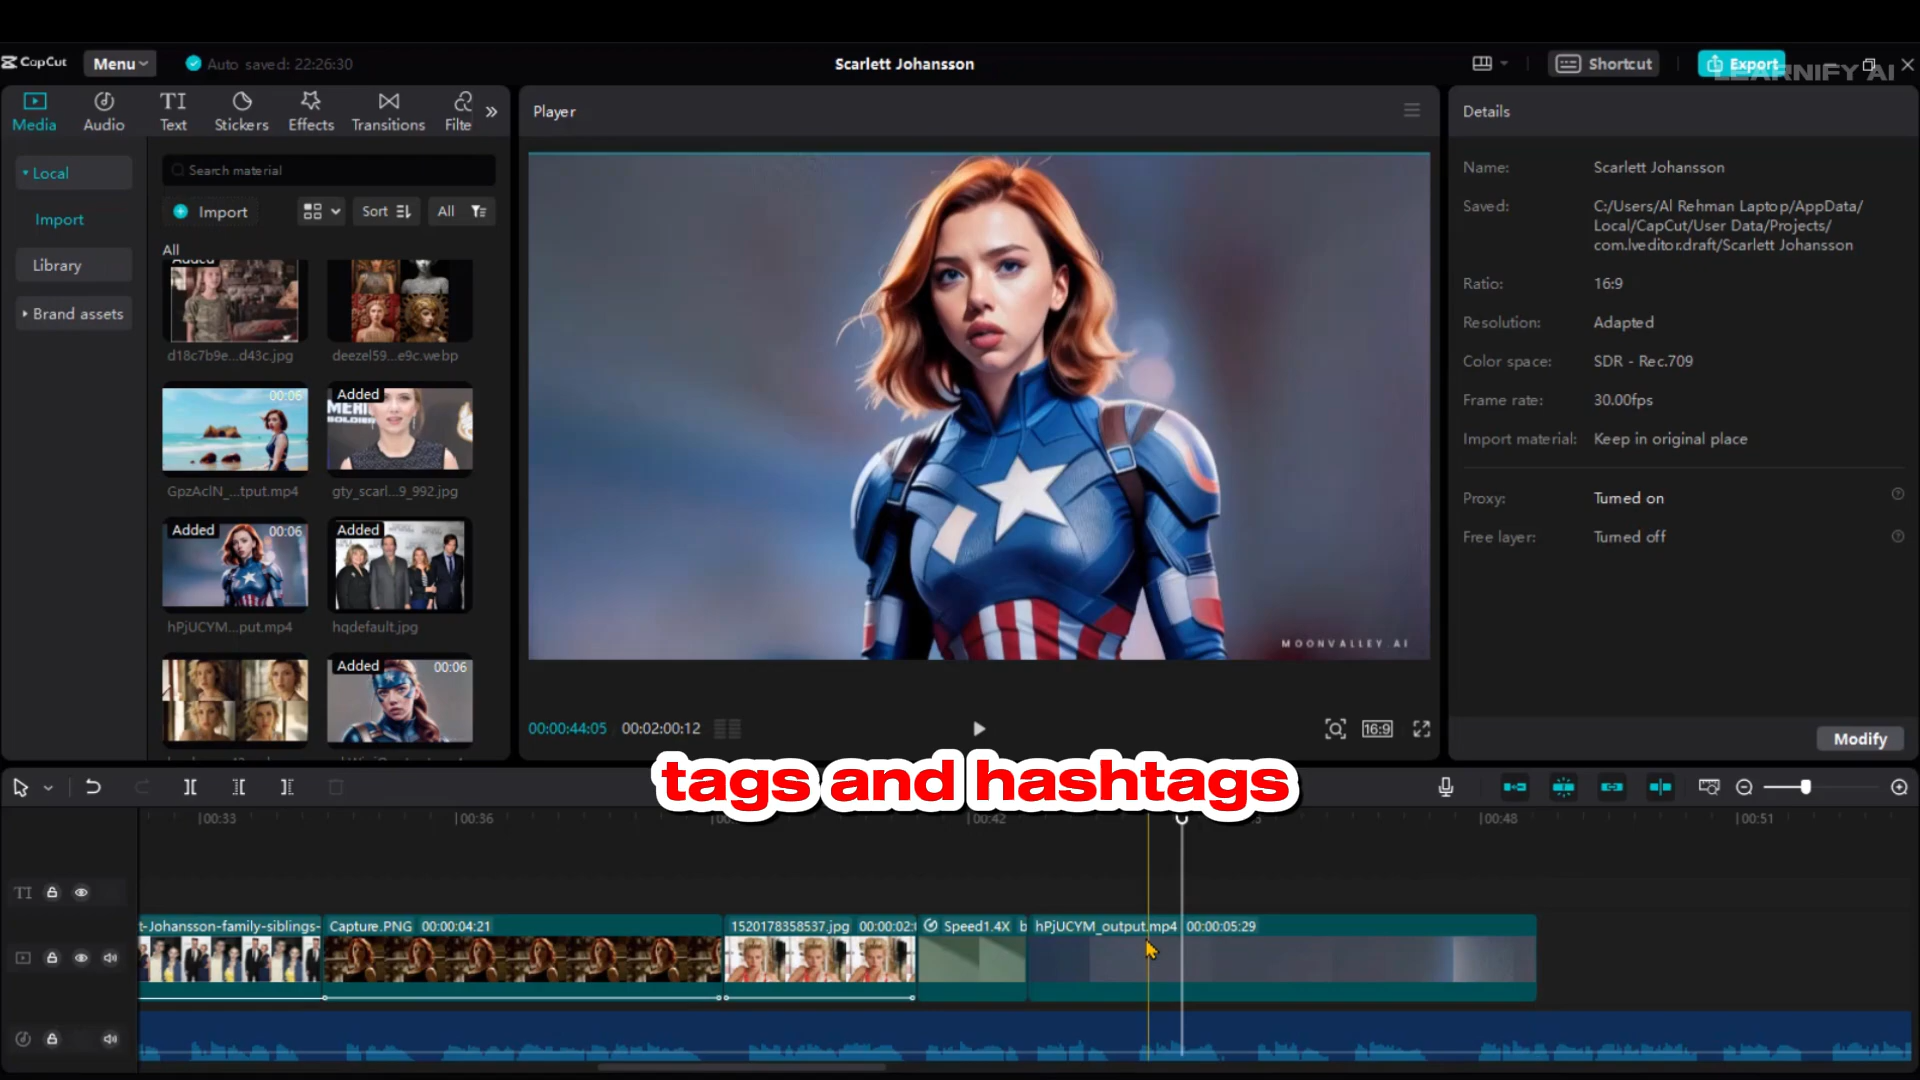 CapCut
Menu
Auto saved: 22:26:30
Scarlett Johansson
Shortcut
Export
LEARNIFY AI
Media
Audio
TI
Text
Stickers
Effects
Transitions
Filte
Player
Details
Local
Import
Library
Brand assets
Search material
Import
Sort
All
All
Added
d18c7b9e...d43c.jpg
deezel59...e9c.webp
00:06
Added
GpzAclN_...tput.mp4
gty_scarl...9_992.jpg
Added
00:06
Added
hPjUCYM...put.mp4
hqdefault.jpg
Added
00:06
MOONVALLEY.AI
Name: Scarlett Johansson
Saved: C:/Users/Al Rehman Laptop/AppData/
Local/CapCut/User Data/Projects/
com.lveditor.draft/Scarlett Johansson
Ratio: 16:9
Resolution: Adapted
Color space: SDR - Rec.709
Frame rate: 30.00fps
Import material: Keep in original place
Proxy: Turned on
Free layer: Turned off
00:00:44:05 00:02:00:12
16:9
Modify
tags and hashtags
00:33
00:36
00:42
00:48
00:51
TI
t-Johansson-family-siblings-
Capture.PNG 00:00:04:21
1520178358537.jpg 00:00:02:
Speed1.4X b
hPjUCYM_output.mp4 00:00:05:29